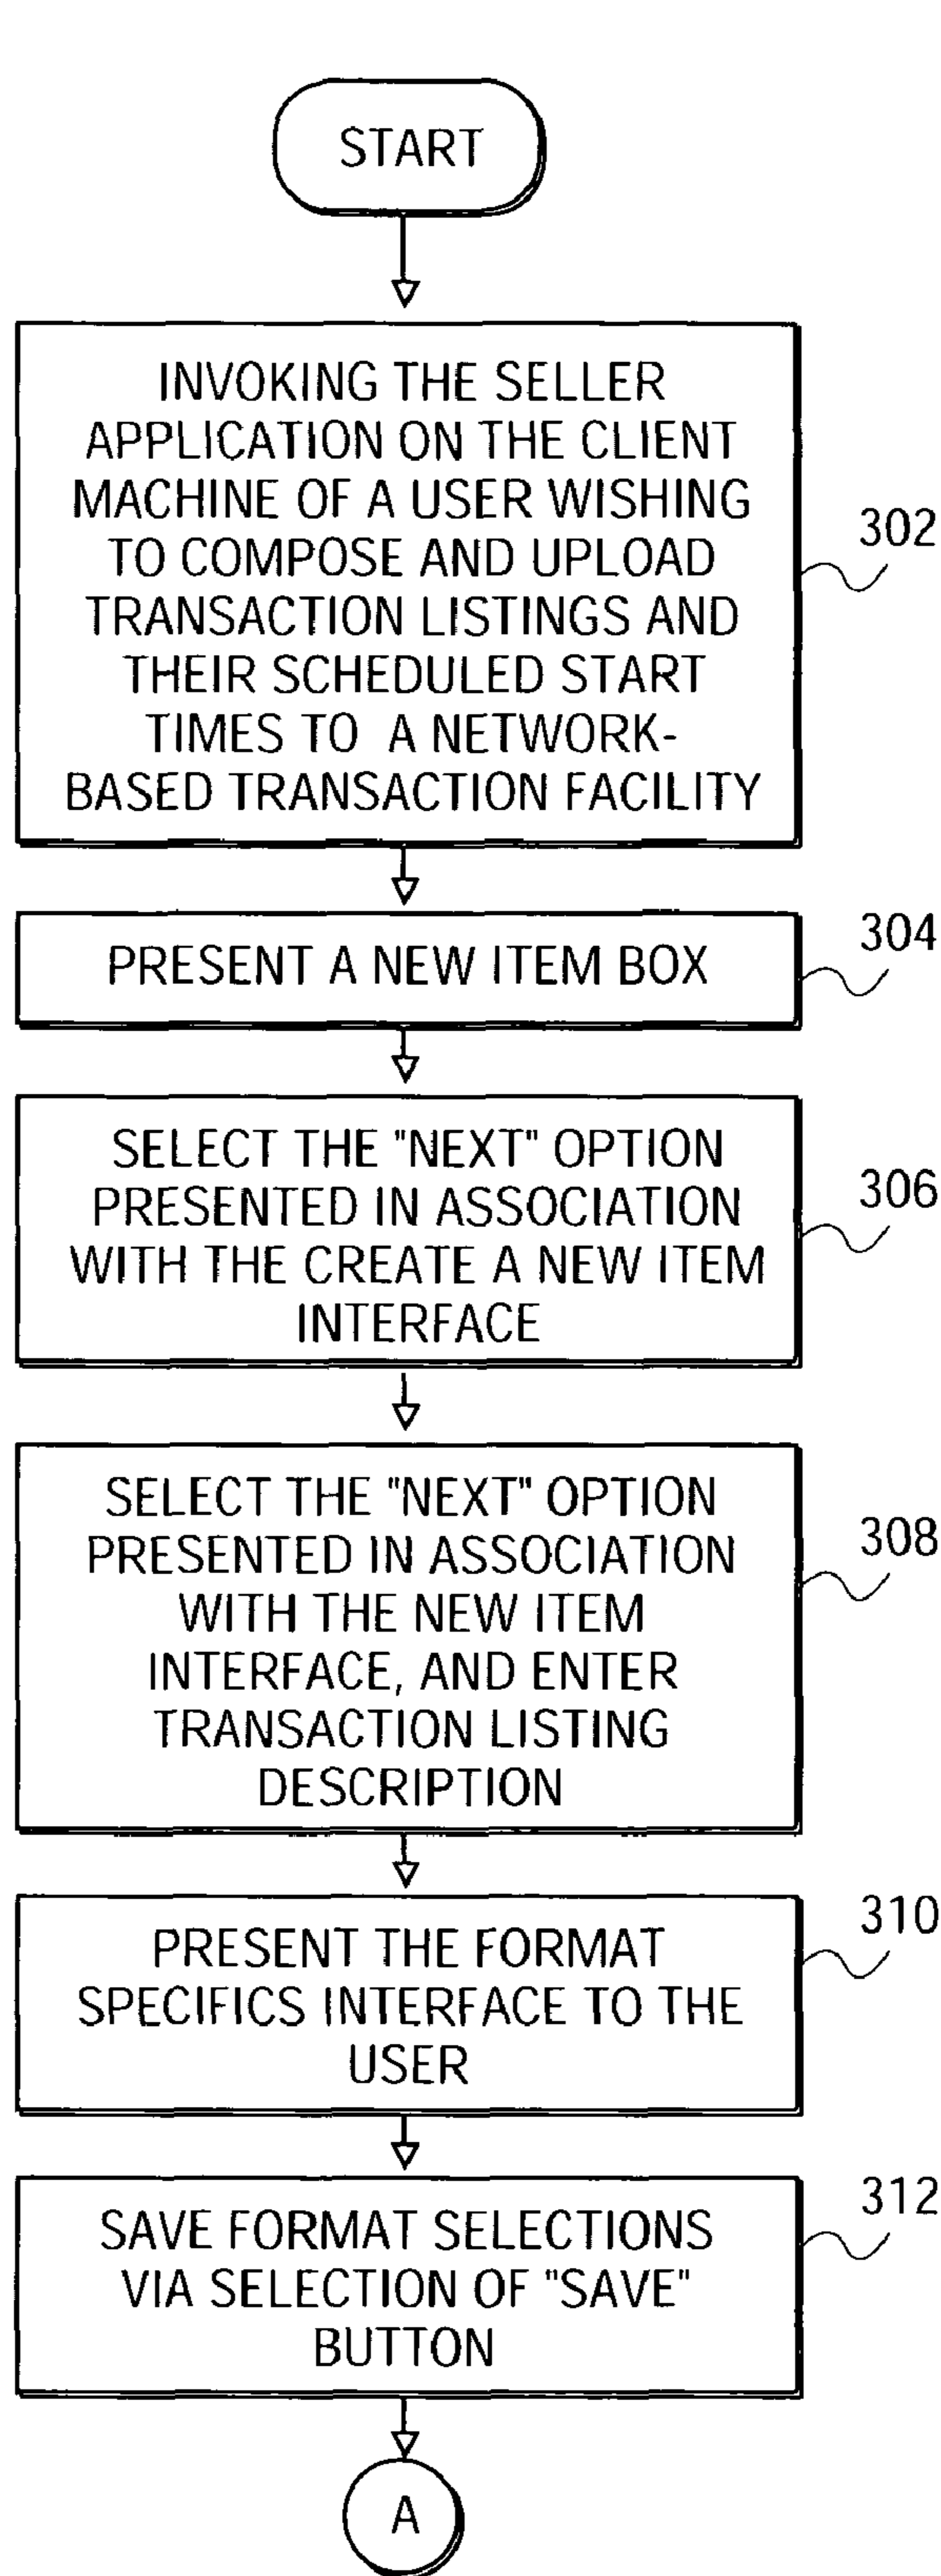 START
INVOKING THE SELLER
APPLICATION ON THE CLIENT
MACHINE OF A USER WISHING
TO COMPOSE AND UPLOAD
TRANSACTION LISTINGS AND
THEIR SCHEDULED START
TIMES TO A NETWORK-
BASED TRANSACTION FACILITY
302
PRESENT A NEW ITEM BOX
304
SELECT THE "NEXT" OPTION
PRESENTED IN ASSOCIATION
WITH THE CREATE A NEW ITEM
INTERFACE
306
SELECT THE "NEXT" OPTION
PRESENTED IN ASSOCIATION
WITH THE NEW ITEM
INTERFACE, AND ENTER
TRANSACTION LISTING
DESCRIPTION
308
PRESENT THE FORMAT
SPECIFICS INTERFACE TO THE
USER
310
SAVE FORMAT SELECTIONS
VIA SELECTION OF "SAVE"
BUTTON
312
A